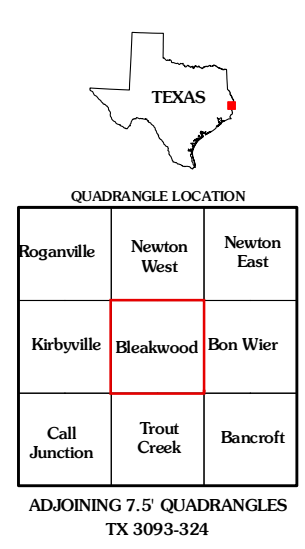 TEXAS
QUADRANGLE LOCATION
Roganville
Newton
West
Newton
East
Kirbyville
Bleakwood
Bon Wier
Call
Junction
Trout
Creek
Bancroft
ADJOINING 7.5' QUADRANGLES
TX 3093-324